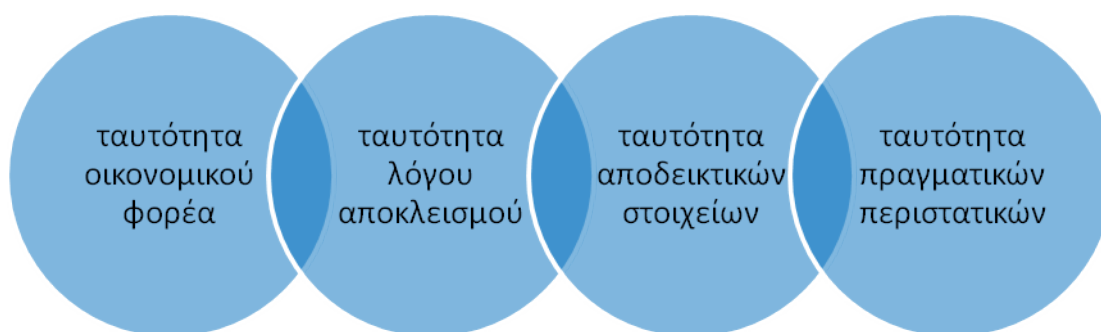 ταυτότητα
οικονομικού
φορέα
ταυτότητα
λόγου
αποκλεισμού
ταυτότητα
αποδεικτικών
στοιχείων
ταυτότητα
πραγματικών
περιστατικών